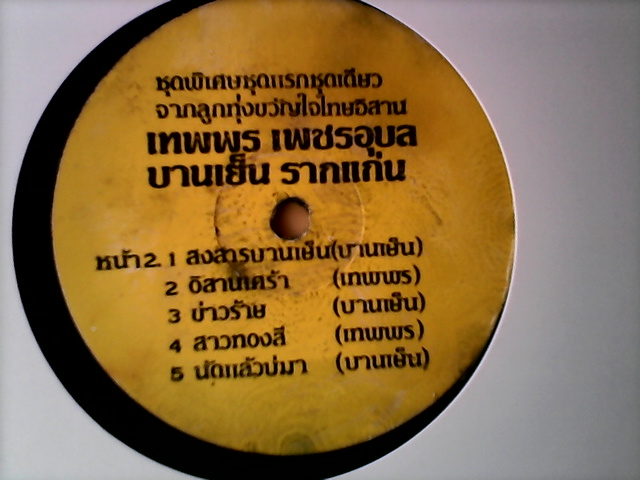 ชุดพิเศษชุดแรกชุดเดียว
จากลูกทุ่งขวัญใจไทยอิสาน
เทพพร เพชรอุบล
บานเย็น รากแก่น
หน้า 2. 1 สงสารบานเย็น (บานเย็น)
2 อิสานเศร้า (เทพพร)
3 ข่าวร้าย (บานเย็น)
4 สาวทองสี (เทพพร)
5 นัดแล้วบ่มา (บานเย็น)